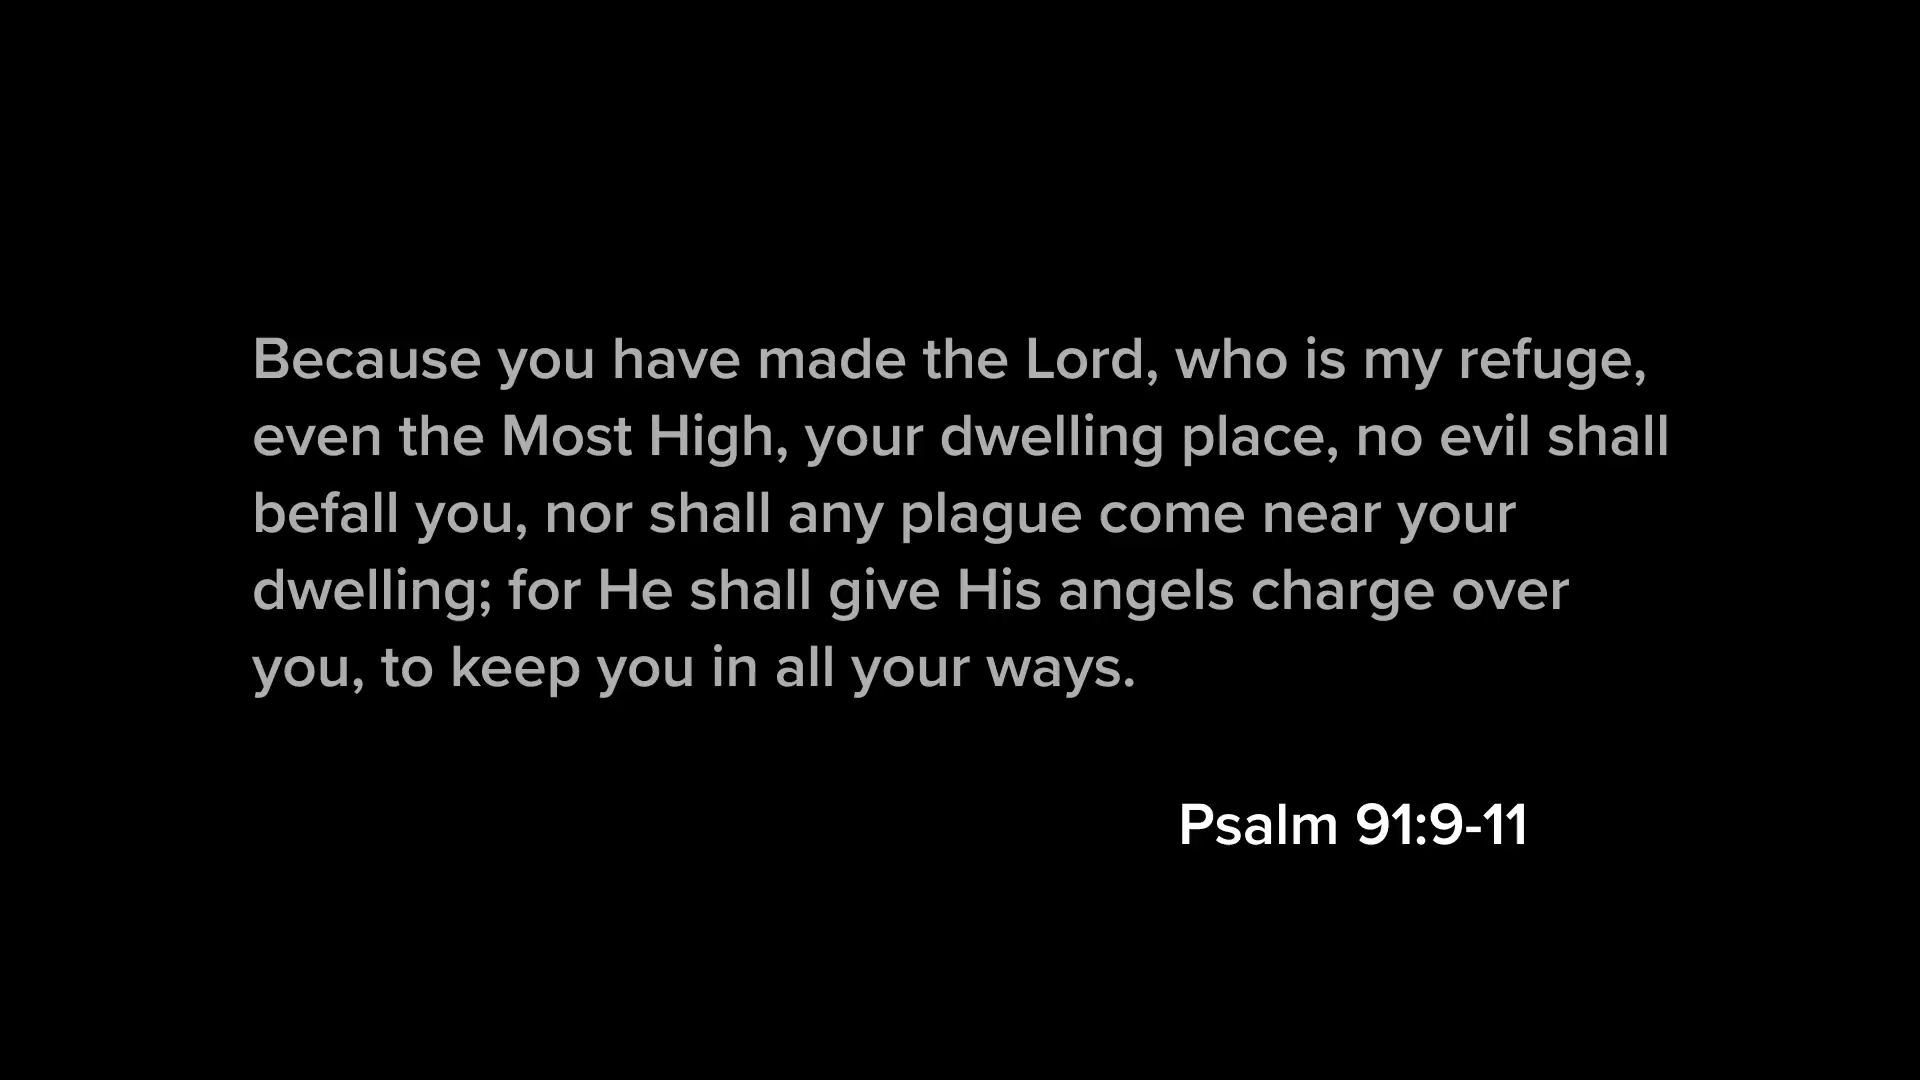 Because you have made the Lord, who is my refuge,
even the Most High, your dwelling place, no evil shall
befall you, nor shall any plague come near your
dwelling; for He shall give His angels charge over
you, to keep you in all your ways.
Psalm 91:9-11